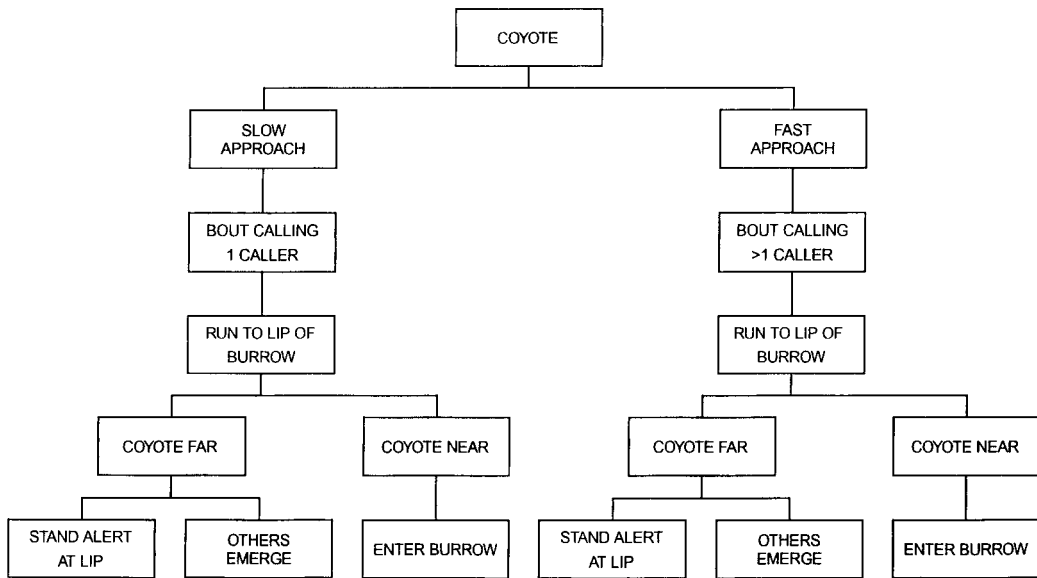 COYOTE
SLOW
APPROACH
FAST
APPROACH
BOUT CALLING
1 CALLER
BOUT CALLING
>1 CALLER
RUN TO LIP OF
BURROW
RUN TO LIP OF
BURROW
COYOTE FAR
COYOTE NEAR
COYOTE FAR
COYOTE NEAR
STAND ALERT
AT LIP
OTHERS
EMERGE
ENTER BURROW
STAND ALERT
AT LIP
OTHERS
EMERGE
ENTER BURROW